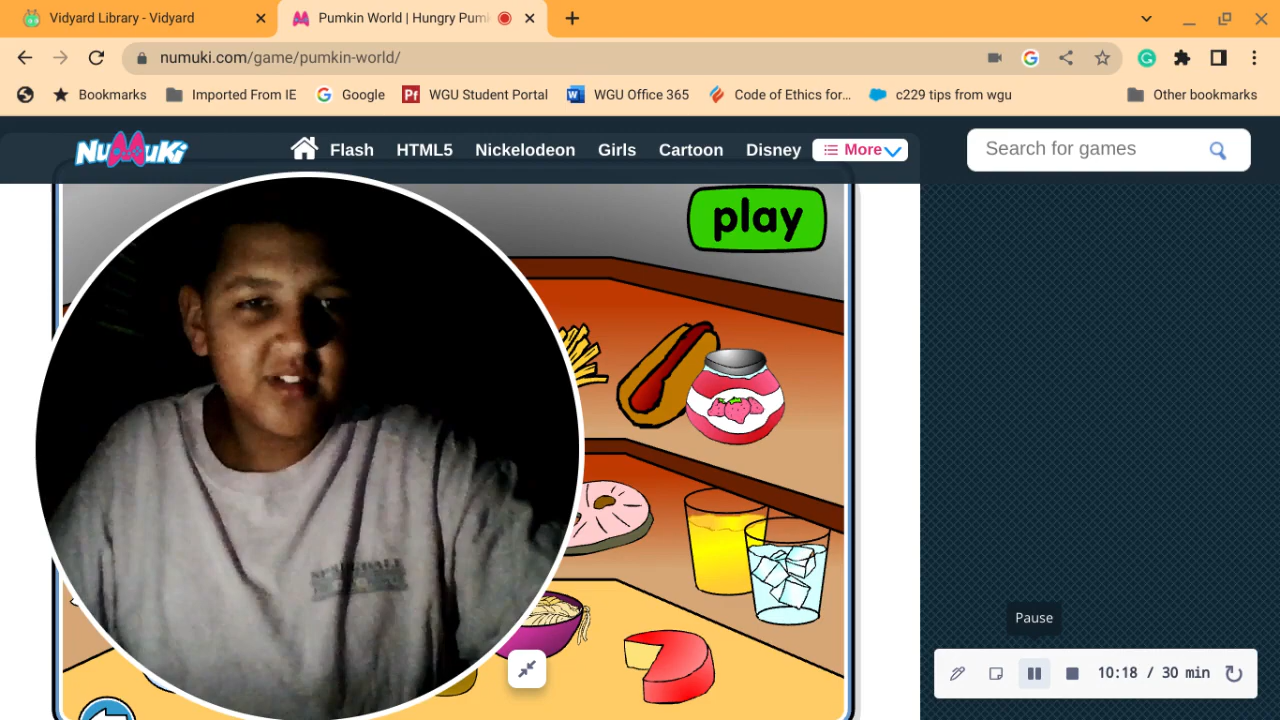 Vidyard Library - Vidyard
Pumkin World | Hungry Pum
numuki.com/game/pumkin-world/
Bookmarks Imported From IE Google WGU Student Portal WGU Office 365 Code of Ethics for... c229 tips from wgu Other bookmarks
NuMuKi Flash HTML5 Nickelodeon Girls Cartoon Disney More Search for games
play
Pause
10:18 / 30 min